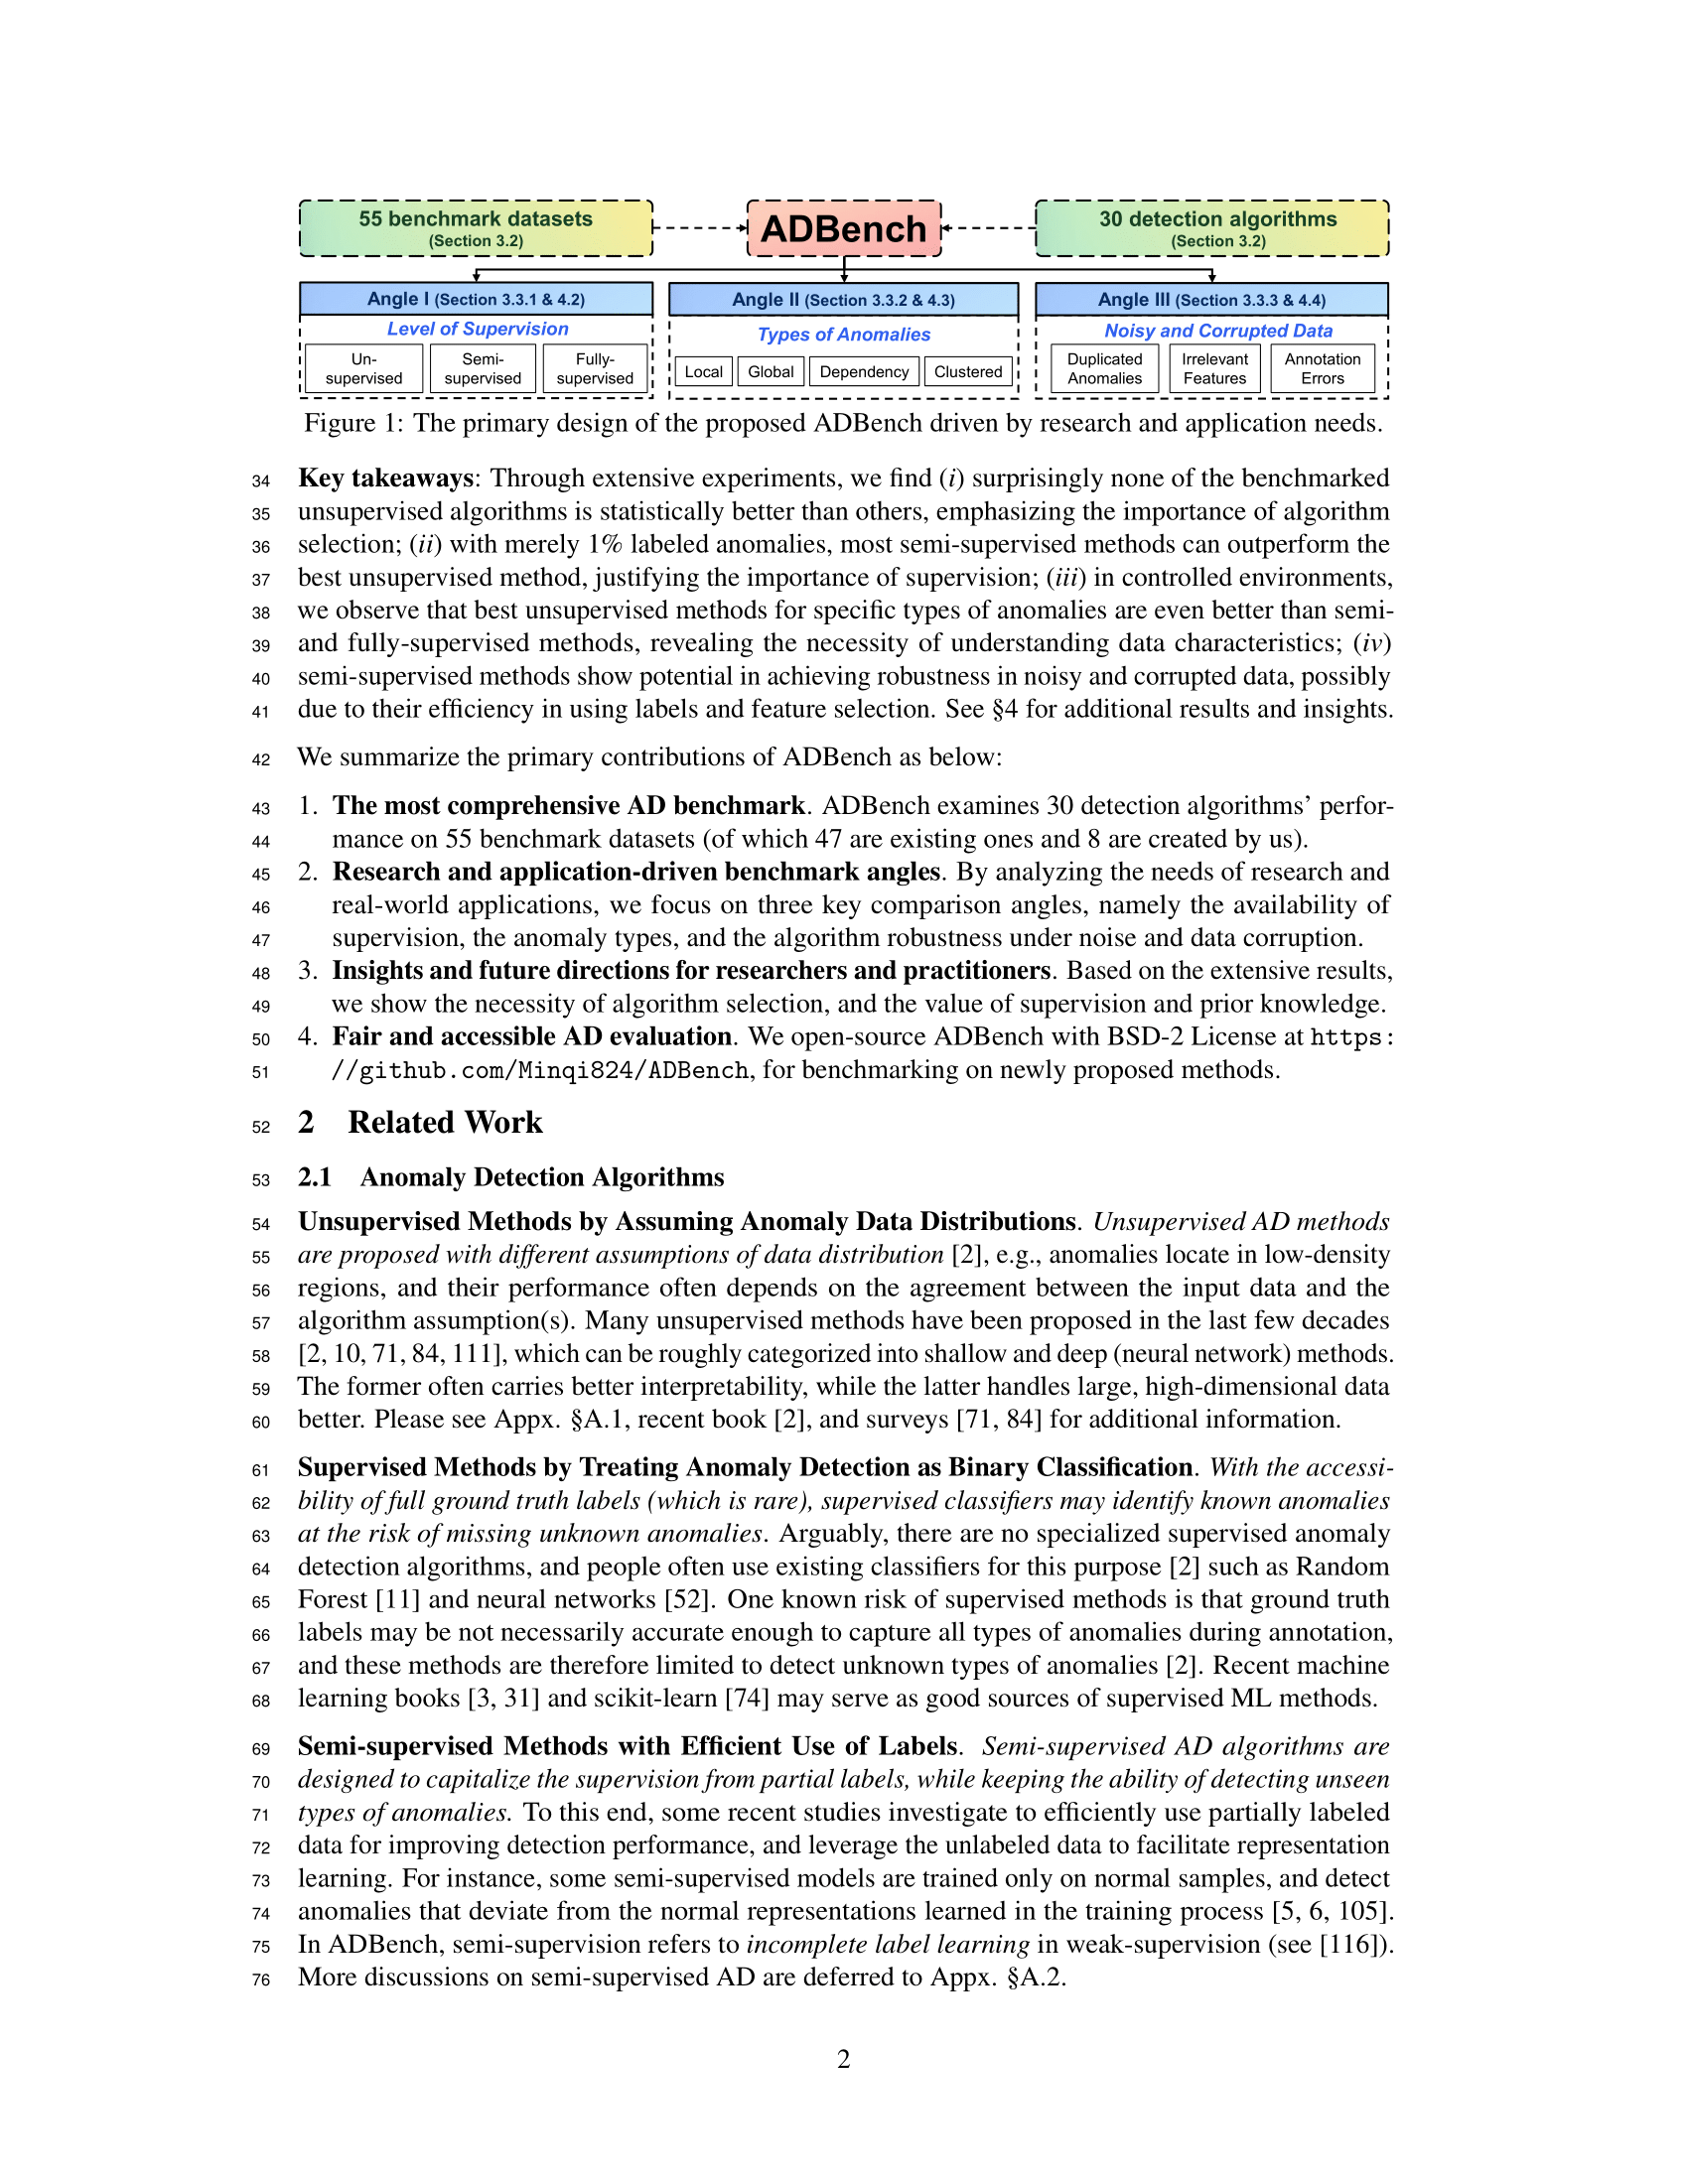 55 benchmark datasets
(Section 3.2)
ADBench
30 detection algorithms
(Section 3.2)
Angle I (Section 3.3.1 & 4.2)
Level of Supervision
Un-
supervised
Semi-
supervised
Fully-
supervised
Angle II (Section 3.3.2 & 4.3)
Types of Anomalies
Local
Global
Dependency
Clustered
Angle III (Section 3.3.3 & 4.4)
Noisy and Corrupted Data
Duplicated
Anomalies
Irrelevant
Features
Annotation
Errors
Figure 1: The primary design of the proposed ADBench driven by research and application needs.
34 Key takeaways: Through extensive experiments, we find (i) surprisingly none of the benchmarked
35 unsupervised algorithms is statistically better than others, emphasizing the importance of algorithm
36 selection; (ii) with merely 1% labeled anomalies, most semi-supervised methods can outperform the
37 best unsupervised method, justifying the importance of supervision; (iii) in controlled environments,
38 we observe that best unsupervised methods for specific types of anomalies are even better than semi-
39 and fully-supervised methods, revealing the necessity of understanding data characteristics; (iv)
40 semi-supervised methods show potential in achieving robustness in noisy and corrupted data, possibly
41 due to their efficiency in using labels and feature selection. See §4 for additional results and insights.
42 We summarize the primary contributions of ADBench as below:
43 1. The most comprehensive AD benchmark. ADBench examines 30 detection algorithms’ perfor-
44 mance on 55 benchmark datasets (of which 47 are existing ones and 8 are created by us).
45 2. Research and application-driven benchmark angles. By analyzing the needs of research and
46 real-world applications, we focus on three key comparison angles, namely the availability of
47 supervision, the anomaly types, and the algorithm robustness under noise and data corruption.
48 3. Insights and future directions for researchers and practitioners. Based on the extensive results,
49 we show the necessity of algorithm selection, and the value of supervision and prior knowledge.
50 4. Fair and accessible AD evaluation. We open-source ADBench with BSD-2 License at https:
51 //github.com/Minqi824/ADBench, for benchmarking on newly proposed methods.
52 2 Related Work
53 2.1 Anomaly Detection Algorithms
54 Unsupervised Methods by Assuming Anomaly Data Distributions. Unsupervised AD methods
55 are proposed with different assumptions of data distribution [2], e.g., anomalies locate in low-density
56 regions, and their performance often depends on the agreement between the input data and the
57 algorithm assumption(s). Many unsupervised methods have been proposed in the last few decades
58 [2, 10, 71, 84, 111], which can be roughly categorized into shallow and deep (neural network) methods.
59 The former often carries better interpretability, while the latter handles large, high-dimensional data
60 better. Please see Appx. §A.1, recent book [2], and surveys [71, 84] for additional information.
61 Supervised Methods by Treating Anomaly Detection as Binary Classification. With the accessi-
62 bility of full ground truth labels (which is rare), supervised classifiers may identify known anomalies
63 at the risk of missing unknown anomalies. Arguably, there are no specialized supervised anomaly
64 detection algorithms, and people often use existing classifiers for this purpose [2] such as Random
65 Forest [11] and neural networks [52]. One known risk of supervised methods is that ground truth
66 labels may be not necessarily accurate enough to capture all types of anomalies during annotation,
67 and these methods are therefore limited to detect unknown types of anomalies [2]. Recent machine
68 learning books [3, 31] and scikit-learn [74] may serve as good sources of supervised ML methods.
69 Semi-supervised Methods with Efficient Use of Labels. Semi-supervised AD algorithms are
70 designed to capitalize the supervision from partial labels, while keeping the ability of detecting unseen
71 types of anomalies. To this end, some recent studies investigate to efficiently use partially labeled
72 data for improving detection performance, and leverage the unlabeled data to facilitate representation
73 learning. For instance, some semi-supervised models are trained only on normal samples, and detect
74 anomalies that deviate from the normal representations learned in the training process [5, 6, 105].
75 In ADBench, semi-supervision refers to incomplete label learning in weak-supervision (see [116]).
76 More discussions on semi-supervised AD are deferred to Appx. §A.2.
2